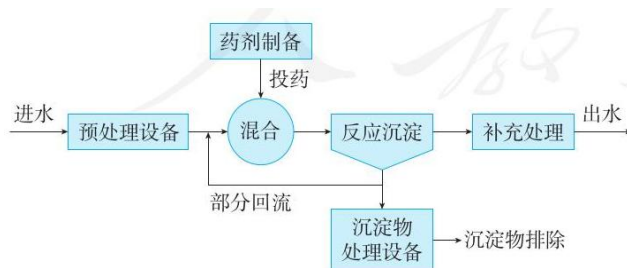 药剂制备
投药
进水
预处理设备
混合
反应沉淀
补充处理
出水
部分回流
沉淀物
处理设备
沉淀物排除